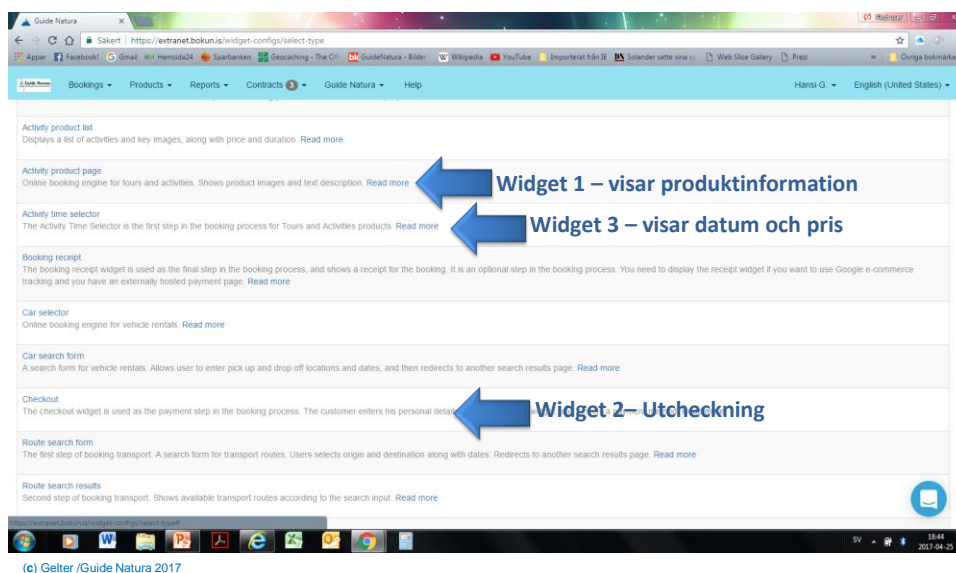 Guide Natura
Säkert https://extranet.bokun.is/widget-configs/select-type
Appar Facebook! Gmail Hemsida24 Sparbanken Geocaching - The GuideNatura - Bilder Wikipedia YouTube Importerat från IE Solander satte sina Web Slice Gallery Prezi » Övriga bokmärke
Bookings Products Reports Contracts 3 Guide Natura Help Hansi G. English (United States)
Activity product list
Displays a list of activities and key images, along with price and duration. Read more
Activity product page
Online booking engine for tours and activities. Shows product images and text description. Read more
Widget 1 – visar produktinformation
Activity time selector
The Activity Time Selector is the first step in the booking process for Tours and Activities products. Read more
Widget 3 – visar datum och pris
Booking receipt
The booking receipt widget is used as the final step in the booking process, and shows a receipt for the booking. It is an optional step in the booking process. You need to display the receipt widget if you want to use Google e-commerce
tracking and you have an externally hosted payment page. Read more
Car selector
Online booking engine for vehicle rentals. Read more
Car search form
A search form for vehicle rentals. Allows user to enter pick up and drop off locations and dates, and then redirects to another search results page. Read more
Checkout
The checkout widget is used as the payment step in the booking process. The customer enters his personal
Widget 2– Utcheckning
Route search form
The first step of booking transport. A search form for transport routes. Users selects origin and destination along with dates. Redirects to another search results page. Read more
Route search results
Second step of booking transport. Shows available transport routes according to the search input. Read more
https://extranet.bokun.is/widget-configs/select-type#
SV 18:44
2017-04-25
(c) Gelter /Guide Natura 2017